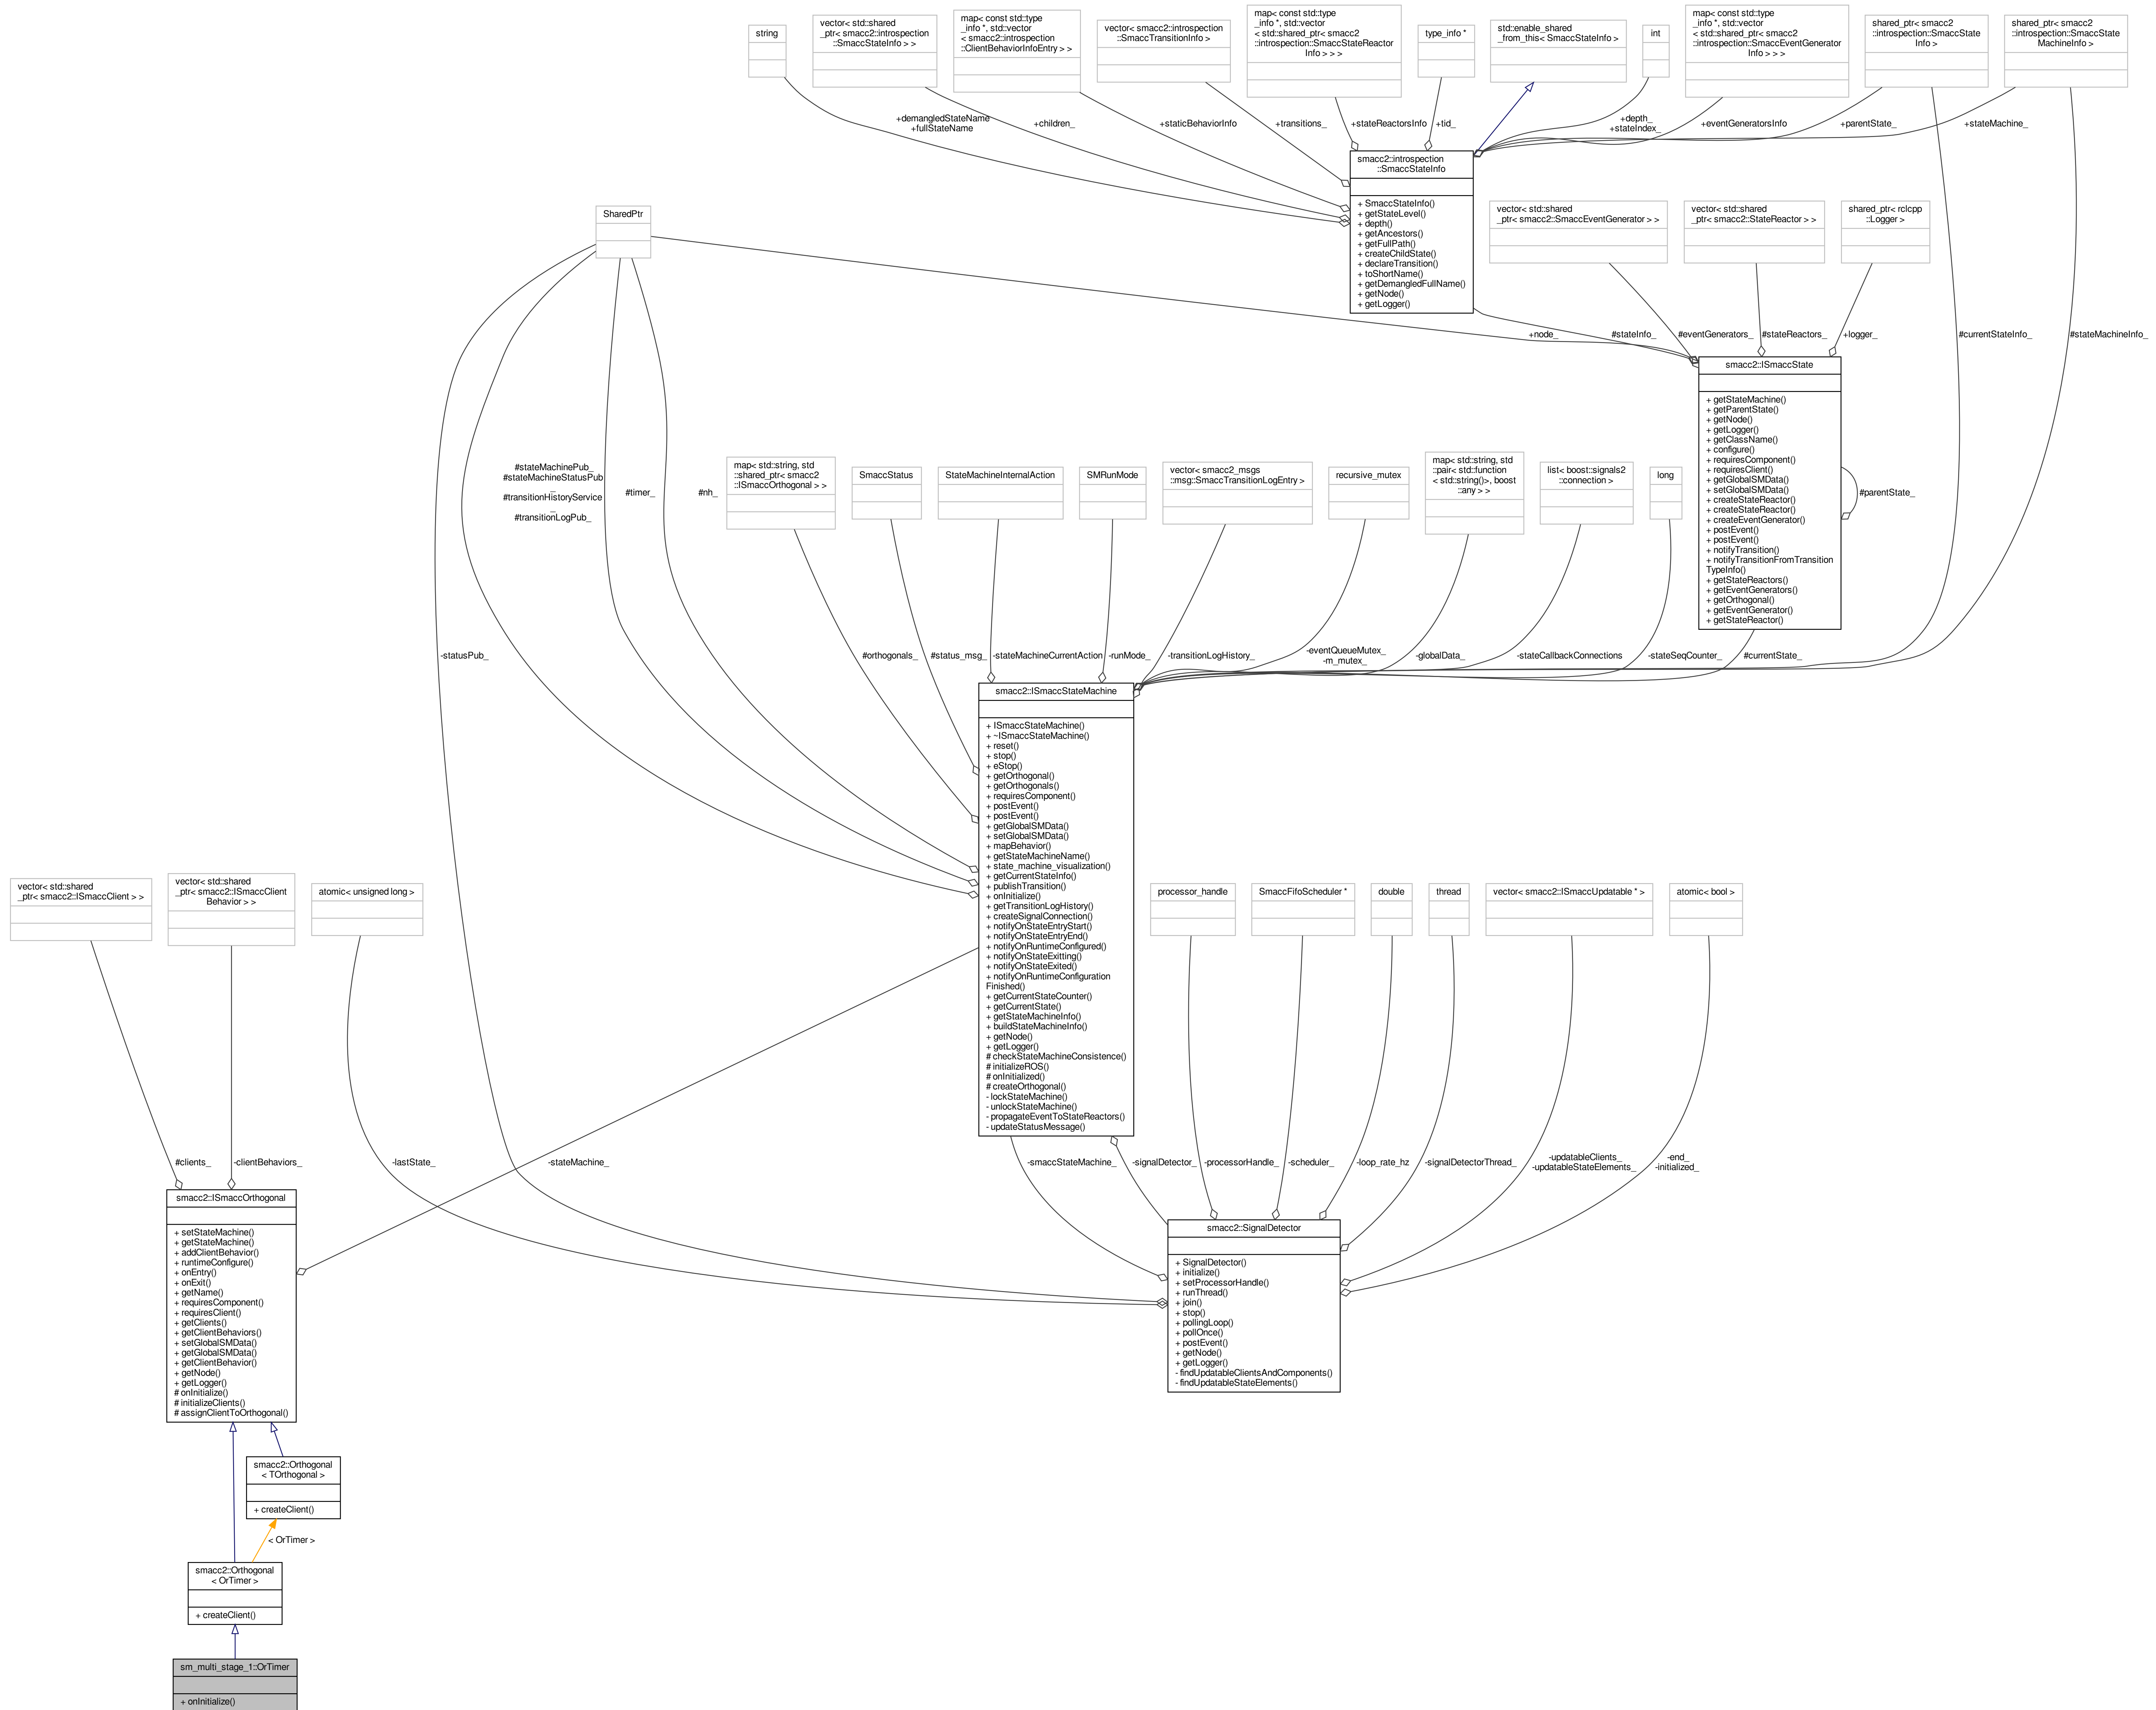 string
vector< std::shared
_ptr< smacc2::introspection
::SmaccStateInfo > >
map< const std::type
_info *, std::vector
< smacc2::introspection
::ClientBehaviorInfoEntry > >
vector< smacc2::introspection
::SmaccTransitionInfo >
map< const std::type
_info *, std::vector
< std::shared_ptr< smacc2
::introspection::SmaccStateReactor
Info > > >
type_info *
std::enable_shared
_from_this< SmaccStateInfo >
int
map< const std::type
_info *, std::vector
< std::shared_ptr< smacc2
::introspection::SmaccEventGenerator
Info > > >
shared_ptr< smacc2
::introspection::SmaccState
Info >
shared_ptr< smacc2
::introspection::SmaccState
MachineInfo >
+demangledStateName
+fullStateName
+children_
+staticBehaviorInfo
+transitions_
+stateReactorsInfo
+tid_
+depth_
+stateIndex_
+eventGeneratorsInfo
+parentState_
+stateMachine_
smacc2::introspection
::SmaccStateInfo
+ SmaccStateInfo()
+ getStateLevel()
+ depth()
+ getAncestors()
+ getFullPath()
+ createChildState()
+ declareTransition()
+ toShortName()
+ getDemangledFullName()
+ getNode()
+ getLogger()
SharedPtr
vector< std::shared
_ptr< smacc2::SmaccEventGenerator > >
vector< std::shared
_ptr< smacc2::StateReactor > >
shared_ptr< rclcpp
::Logger >
+node_
#stateInfo_
#eventGenerators_
#stateReactors_
+logger_
#currentStateInfo_
#stateMachineInfo_
smacc2::ISmaccState
+ getStateMachine()
+ getParentState()
+ getNode()
+ getLogger()
+ getClassName()
+ configure()
+ requiresComponent()
+ requiresClient()
+ getGlobalSMData()
+ setGlobalSMData()
+ createStateReactor()
+ createStateReactor()
+ createEventGenerator()
+ postEvent()
+ postEvent()
+ notifyTransition()
+ notifyTransitionFromTransition
TypeInfo()
+ getStateReactors()
+ getEventGenerators()
+ getOrthogonal()
+ getEventGenerator()
+ getStateReactor()
#parentState_
#stateMachinePub_
#stateMachineStatusPub
_
#transitionHistoryService
_
#transitionLogPub_
#timer_
#nh_
map< std::string, std
::shared_ptr< smacc2
::ISmaccOrthogonal > >
SmaccStatus
StateMachineInternalAction
SMRunMode
vector< smacc2_msgs
::msg::SmaccTransitionLogEntry >
recursive_mutex
map< std::string, std
::pair< std::function
< std::string()>, boost
::any > >
list< boost::signals2
::connection >
long
-statusPub_
#orthogonals_
#status_msg_
-stateMachineCurrentAction
-runMode_
-transitionLogHistory_
-eventQueueMutex_
-m_mutex_
-globalData_
-stateCallbackConnections
-stateSeqCounter_
#currentState_
smacc2::ISmaccStateMachine
+ ISmaccStateMachine()
+ ~ISmaccStateMachine()
+ reset()
+ stop()
+ eStop()
+ getOrthogonal()
+ getOrthogonals()
+ requiresComponent()
+ postEvent()
+ postEvent()
+ getGlobalSMData()
+ setGlobalSMData()
+ mapBehavior()
+ getStateMachineName()
+ state_machine_visualization()
+ getCurrentStateInfo()
+ publishTransition()
+ onInitialize()
+ getTransitionLogHistory()
+ createSignalConnection()
+ notifyOnStateEntryStart()
+ notifyOnStateEntryEnd()
+ notifyOnRuntimeConfigured()
+ notifyOnStateExitting()
+ notifyOnStateExited()
+ notifyOnRuntimeConfiguration
Finished()
+ getCurrentStateCounter()
+ getCurrentState()
+ getStateMachineInfo()
+ buildStateMachineInfo()
+ getNode()
+ getLogger()
# checkStateMachineConsistence()
# initializeROS()
# onInitialized()
# createOrthogonal()
- lockStateMachine()
- unlockStateMachine()
- propagateEventToStateReactors()
- updateStatusMessage()
vector< std::shared
_ptr< smacc2::ISmaccClient > >
vector< std::shared
_ptr< smacc2::ISmaccClient
Behavior > >
atomic< unsigned long >
processor_handle
SmaccFifoScheduler *
double
thread
vector< smacc2::ISmaccUpdatable * >
atomic< bool >
#clients_
-clientBehaviors_
-lastState_
-stateMachine_
-smaccStateMachine_
-signalDetector_
-processorHandle_
-scheduler_
-loop_rate_hz
-signalDetectorThread_
-updatableClients_
-updatableStateElements_
-end_
-initialized_
smacc2::ISmaccOrthogonal
+ setStateMachine()
+ getStateMachine()
+ addClientBehavior()
+ runtimeConfigure()
+ onEntry()
+ onExit()
+ getName()
+ requiresComponent()
+ requiresClient()
+ getClients()
+ getClientBehaviors()
+ setGlobalSMData()
+ getGlobalSMData()
+ getClientBehavior()
+ getNode()
+ getLogger()
# onInitialize()
# initializeClients()
# assignClientToOrthogonal()
smacc2::SignalDetector
+ SignalDetector()
+ initialize()
+ setProcessorHandle()
+ runThread()
+ join()
+ stop()
+ pollingLoop()
+ pollOnce()
+ postEvent()
+ getNode()
+ getLogger()
- findUpdatableClientsAndComponents()
- findUpdatableStateElements()
smacc2::Orthogonal
< TOrthogonal >
+ createClient()
< OrTimer >
smacc2::Orthogonal
< OrTimer >
+ createClient()
sm_multi_stage_1::OrTimer
+ onInitialize()